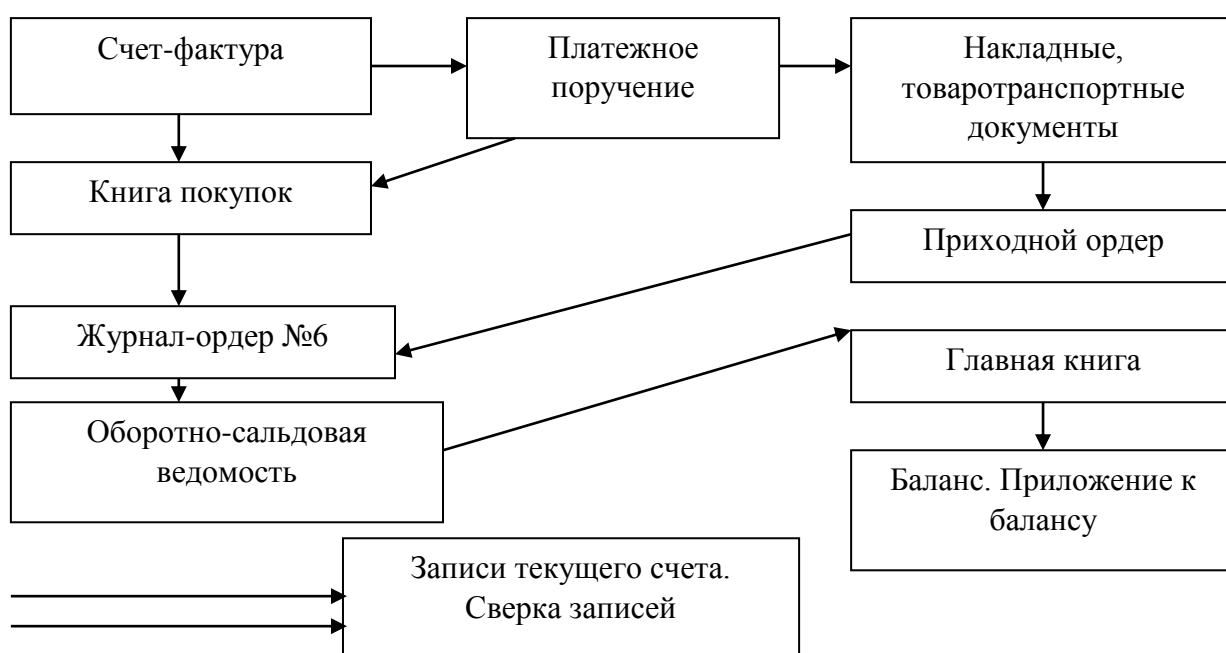 Счет-фактура
Платежное
поручение
Накладные,
товаротранспортные
документы
Книга покупок
Приходной ордер
Журнал-ордер №6
Главная книга
Оборотно-сальдовая
ведомость
Баланс. Приложение к
балансу
Записи текущего счета.
Сверка записей